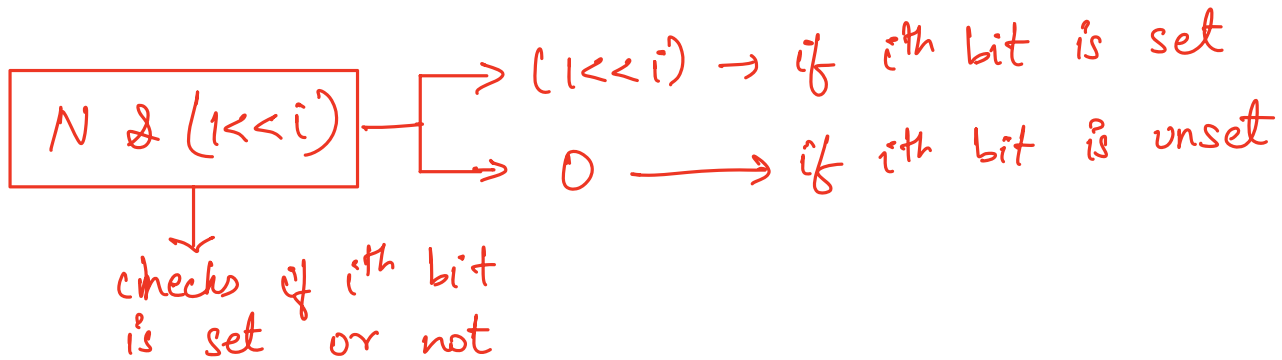 N & (1<<i)
(1<<i) → if ith bit is set
0 → if ith bit is unset
checks if ith bit
is set or not